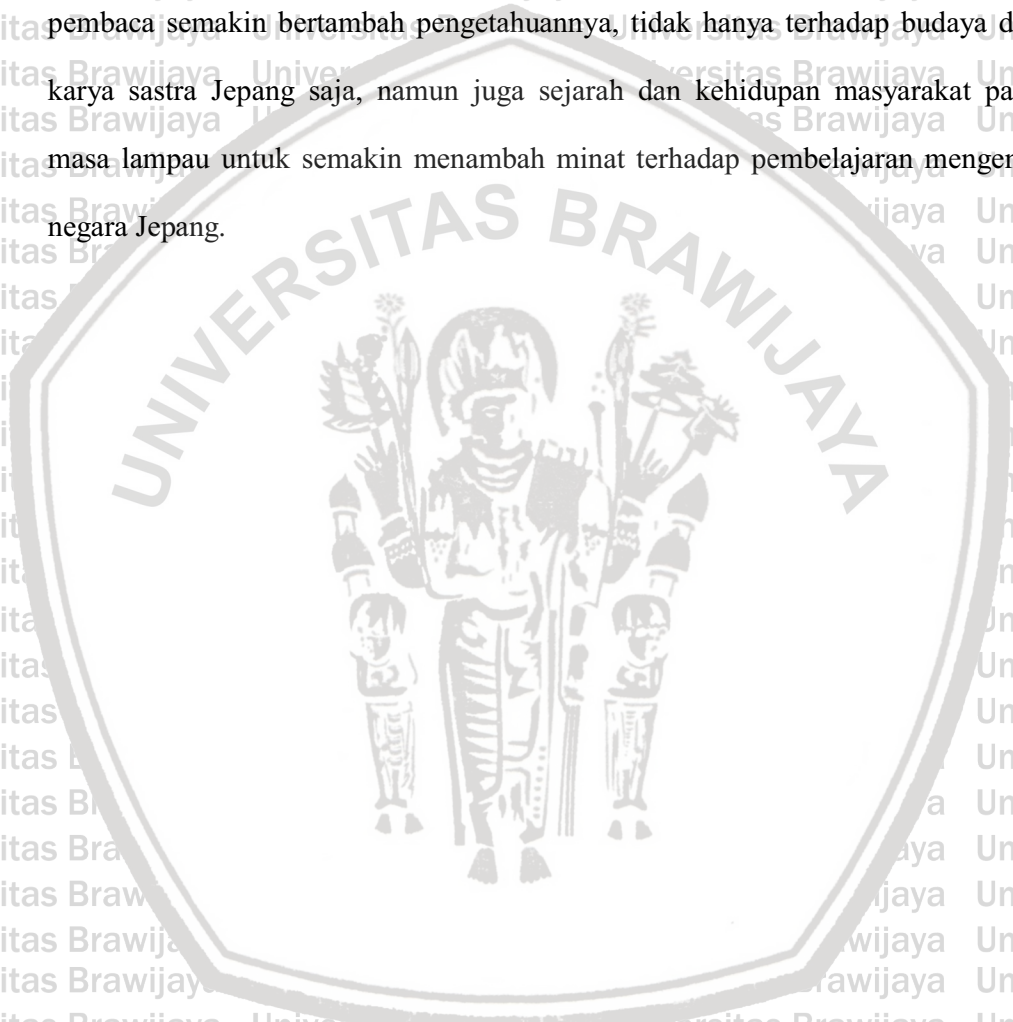 pembaca semakin bertambah pengetahuannya, tidak hanya terhadap budaya d
karya sastra Jepang saja, namun juga sejarah dan kehidupan masyarakat pa
masa lampau untuk semakin menambah minat terhadap pembelajaran menger
negara Jepang.
UNIVERSITAS BRAWIJAYA